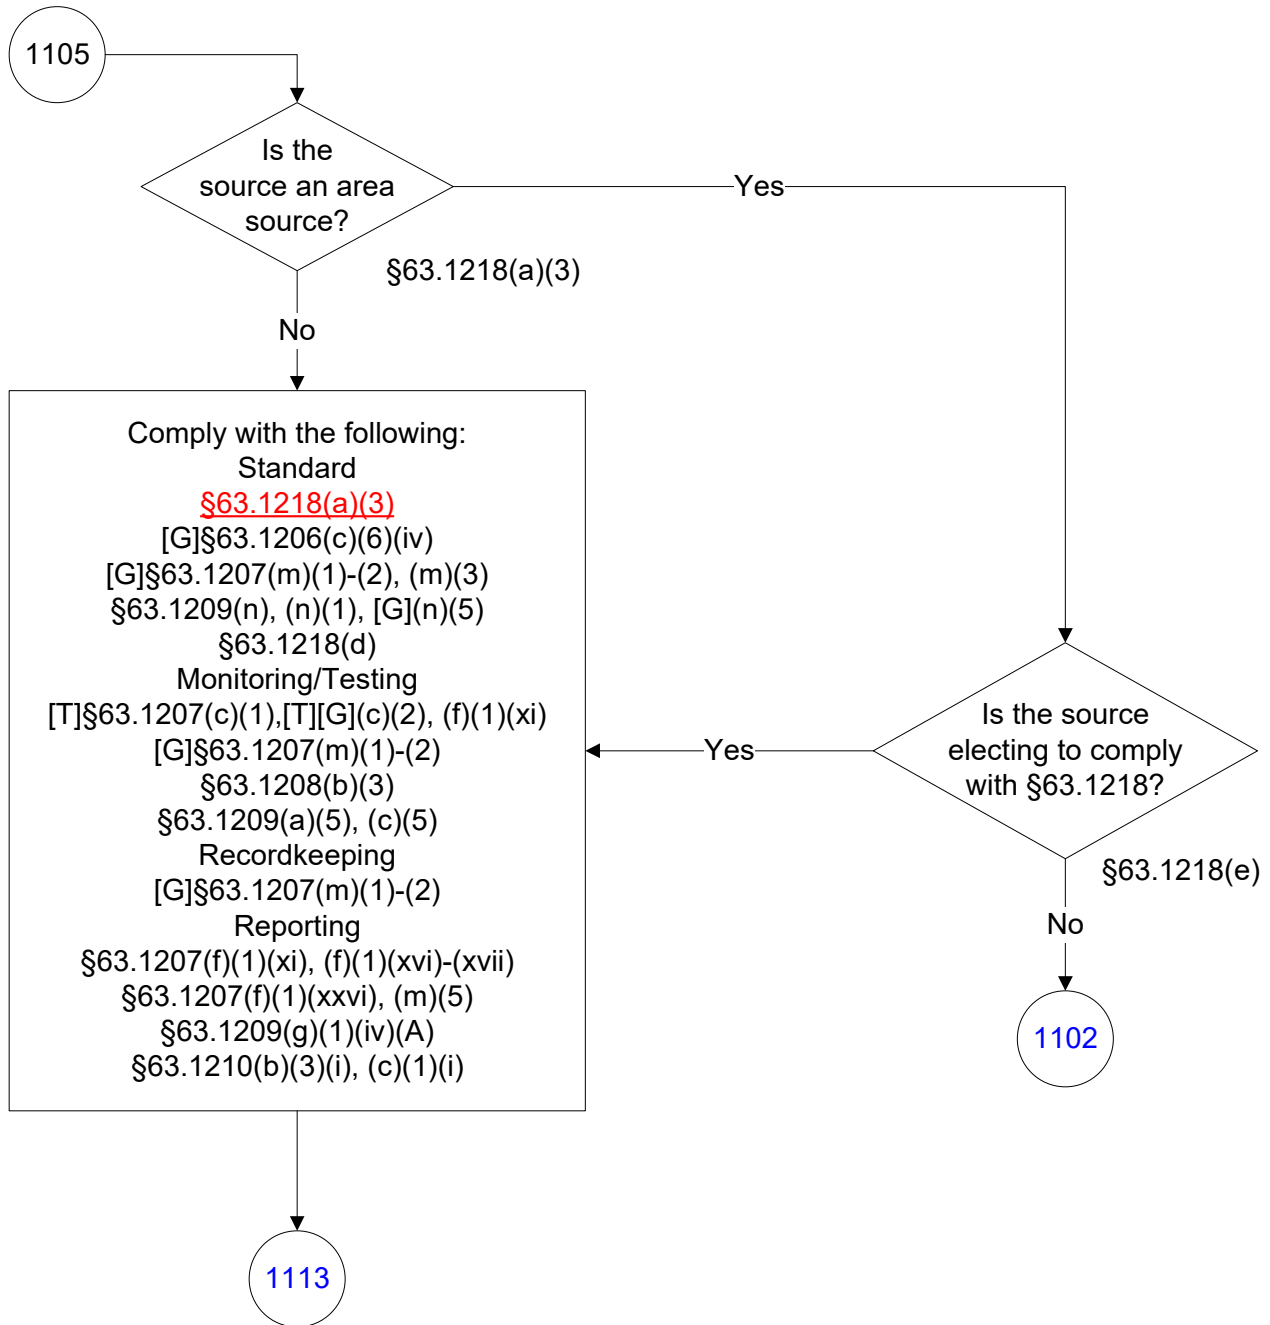 1105
Is the
source an area
source?
Yes
§63.1218(a)(3)
No
Comply with the following:
Standard
§63.1218(a)(3)
[G]§63.1206(c)(6)(iv)
[G]§63.1207(m)(1)-(2), (m)(3)
§63.1209(n), (n)(1), [G](n)(5)
§63.1218(d)
Monitoring/Testing
[T]§63.1207(c)(1),[T][G](c)(2), (f)(1)(xi)
[G]§63.1207(m)(1)-(2)
§63.1208(b)(3)
§63.1209(a)(5), (c)(5)
Recordkeeping
[G]§63.1207(m)(1)-(2)
Reporting
§63.1207(f)(1)(xi), (f)(1)(xvi)-(xvii)
§63.1207(f)(1)(xxvi), (m)(5)
§63.1209(g)(1)(iv)(A)
§63.1210(b)(3)(i), (c)(1)(i)
Yes
Is the source
electing to comply
with §63.1218?
§63.1218(e)
No
1102
1113